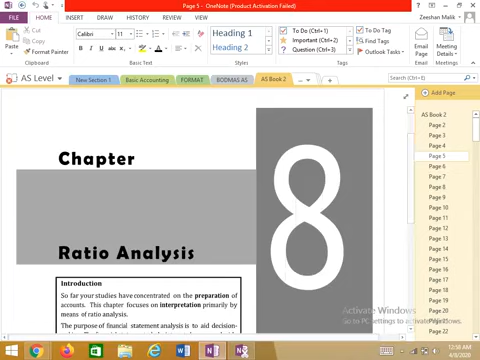 Page 5 - OneNote (Product Activation Failed)
Zeeshan Malik
FILE HOME INSERT DRAW HISTORY REVIEW VIEW
Paste
Cut
Copy
Format Painter
Clipboard
Calibri 11
Basic Text
Heading 1
Heading 2
Styles
To Do (Ctrl+1)
Important (Ctrl+2)
Question (Ctrl+3)
Tags
To Do Tag
Find Tags
Outlook Tasks
Email Page
Email
Meeting Details
Meetings
AS Level
New Section 1
Basic Accounting
FORMAT
BODMAS AS
AS Book 2
Search (Ctrl+E)
Add Page
AS Book 2
Page 2
Page 3
Page 4
Page 5
Page 6
Page 7
Page 8
Page 9
Page 10
Page 11
Page 12
Page 13
Page 14
Page 15
Page 16
Page 17
Page 18
Page 19
Page 20
Page 21
Page 22
Chapter
8
Ratio Analysis
Introduction
So far your studies have concentrated on the preparation of
accounts. This chapter focuses on interpretation primarily by
means of ratio analysis.
The purpose of financial statement analysis is to aid decision-
Activate Windows
Go to PC settings to activate Windows.
12:58 AM
4/8/2020